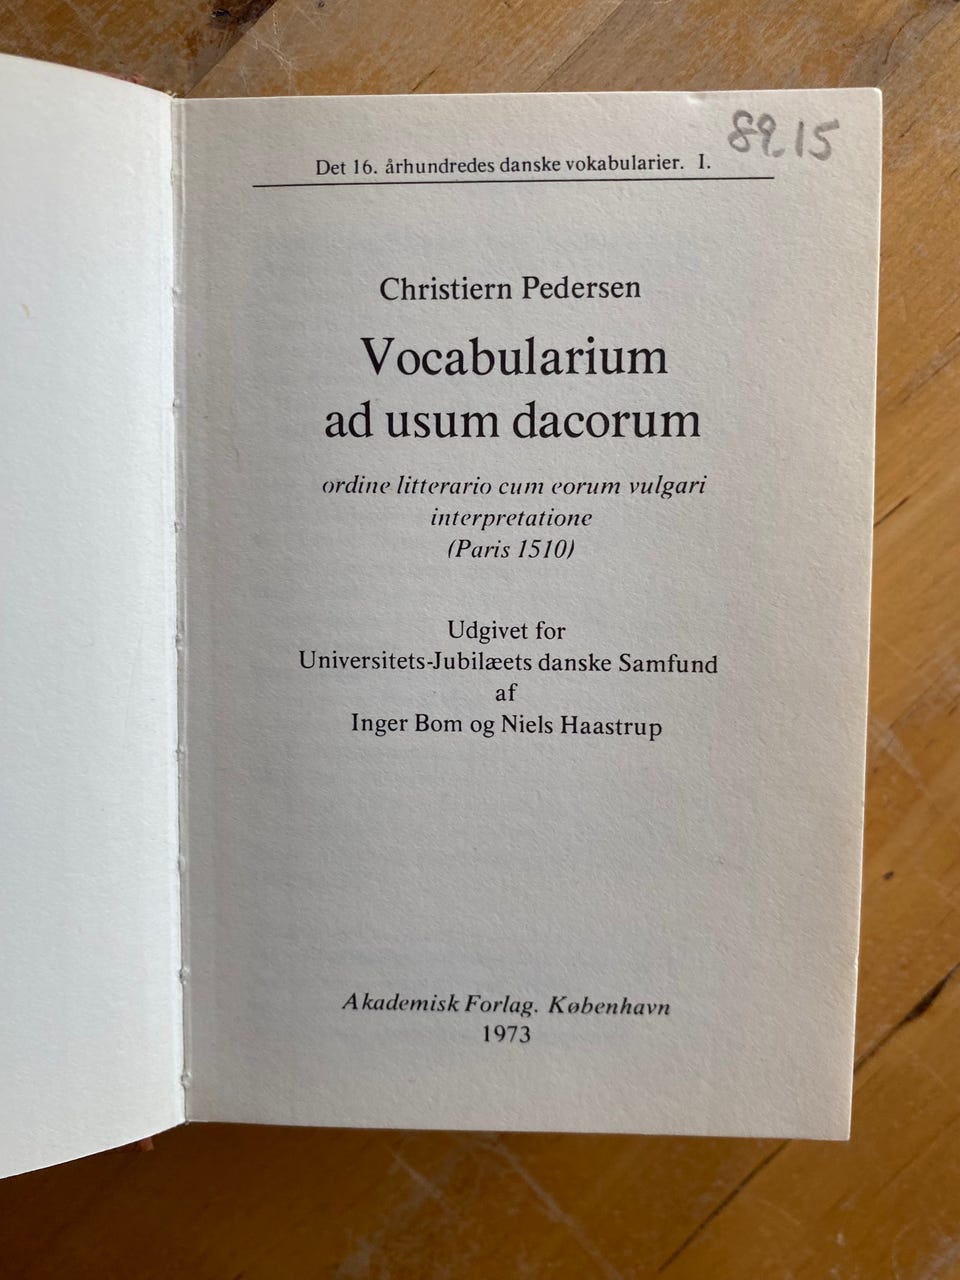 89.15
Det 16. århundredes danske vokabularier. I.
Christiern Pedersen
Vocabularium
ad usum dacorum
ordine litterario cum eorum vulgari
interpretatione
(Paris 1510)
Udgivet for
Universitets-Jubilæets danske Samfund
af
Inger Bom og Niels Haastrup
Akademisk Forlag. København
1973